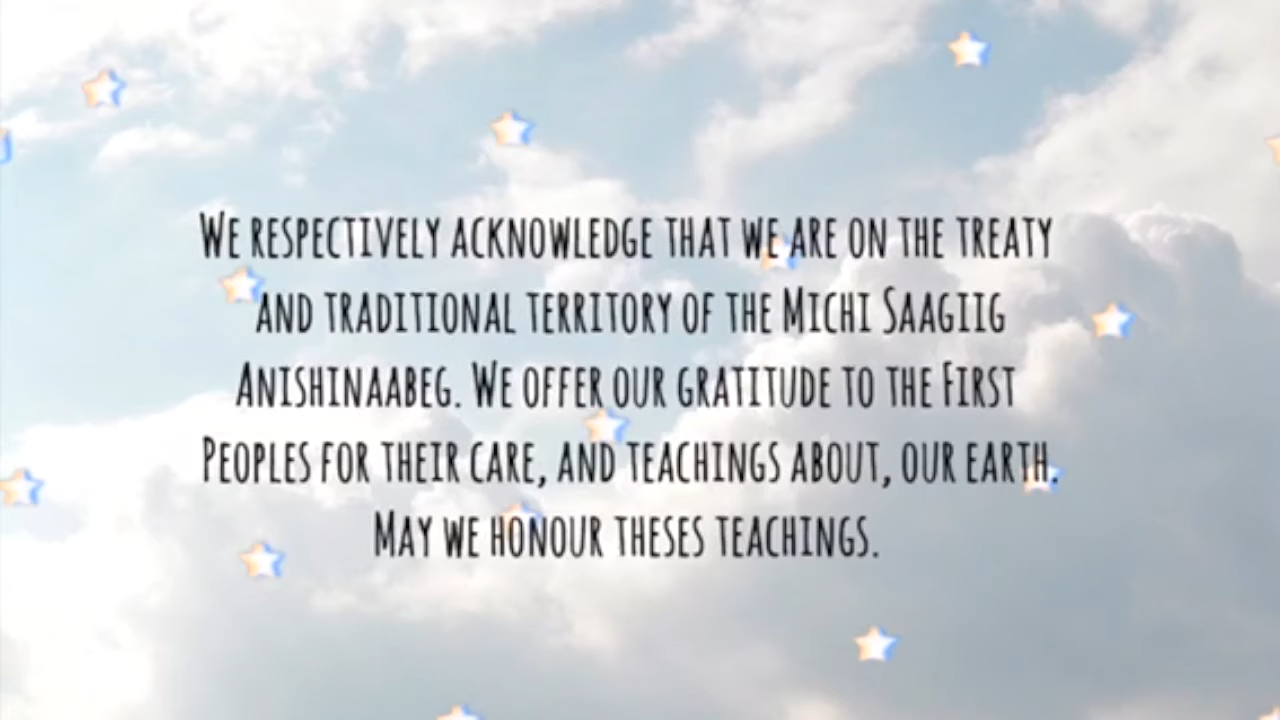 We respectively acknowledge that we are on the treaty
and traditional territory of the Michi Saagiig
Anishinaabeg. We offer our gratitude to the First
Peoples for their care, and teachings about, our earth.
May we honour theses teachings.